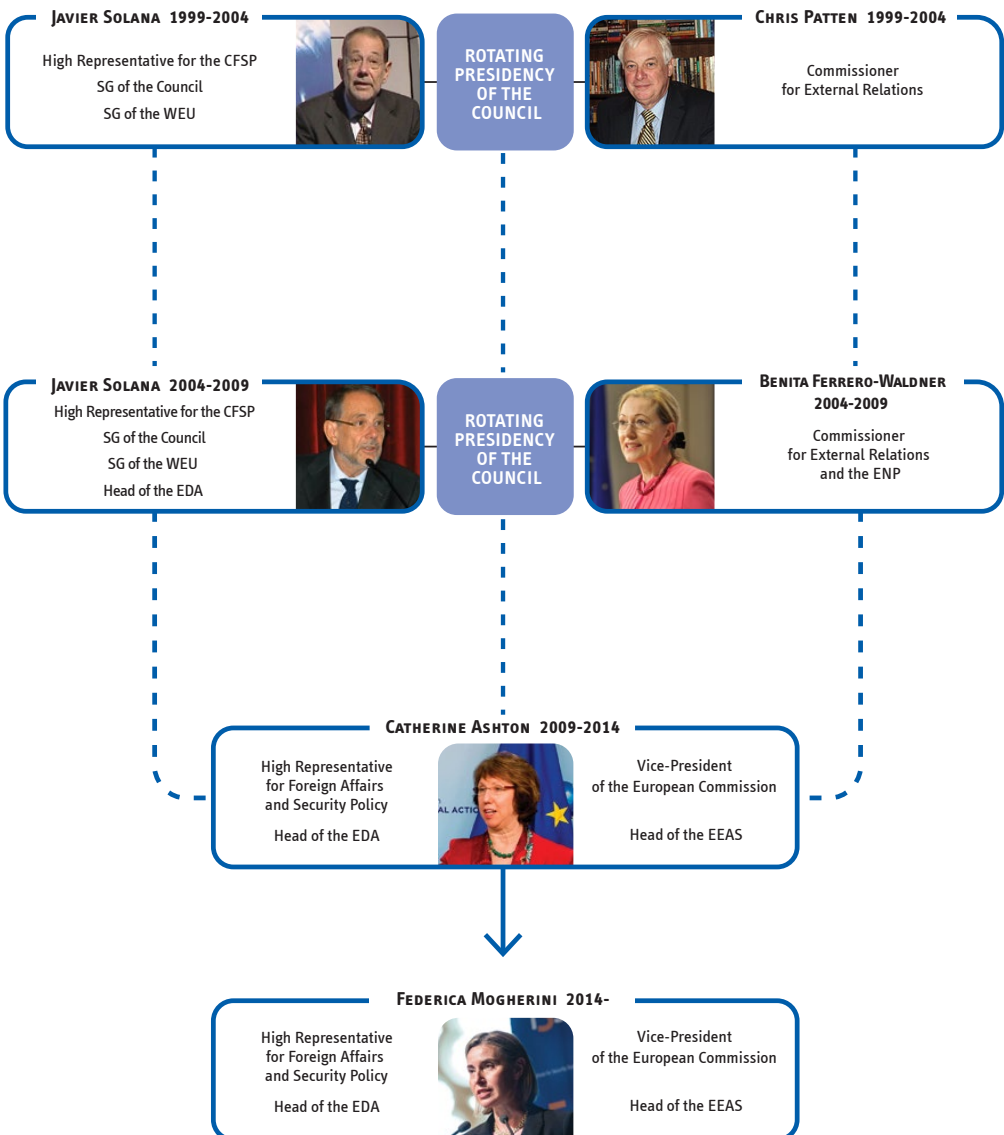 JAVIER SOLANA 1999-2004
High Representative for the CFSP
SG of the Council
SG of the WEU
ROTATING
PRESIDENCY
OF THE
COUNCIL
CHRIS PATTEN 1999-2004
Commissioner
for External Relations
JAVIER SOLANA 2004-2009
High Representative for the CFSP
SG of the Council
SG of the WEU
Head of the EDA
ROTATING
PRESIDENCY
OF THE
COUNCIL
BENITA FERRERO-WALDNER
2004-2009
Commissioner
for External Relations
and the ENP
CATHERINE ASHTON 2009-2014
High Representative
for Foreign Affairs
and Security Policy
Head of the EDA
AL ACTIO
Vice-President
of the European Commission
Head of the EEAS
FEDERICA MOGHERINI 2014-
High Representative
for Foreign Affairs
and Security Policy
Head of the EDA
Vice-President
of the European Commission
Head of the EEAS